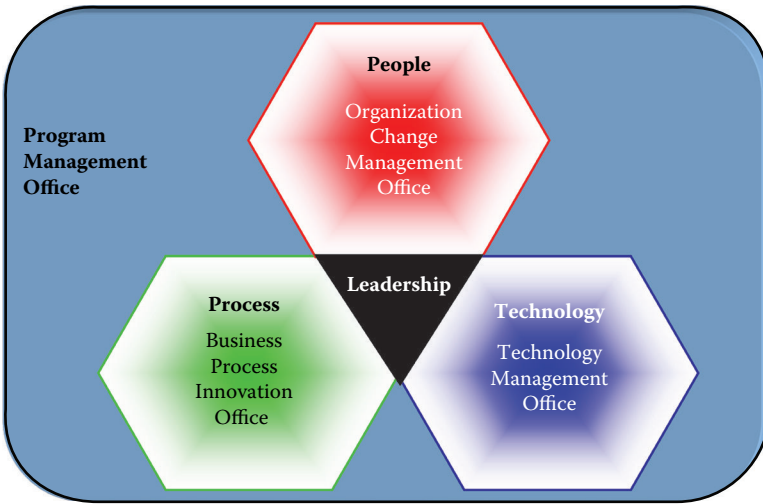 People
Organization
Change
Management
Office
Program
Management
Office
Leadership
Process
Business
Process
Innovation
Office
Technology
Technology
Management
Office